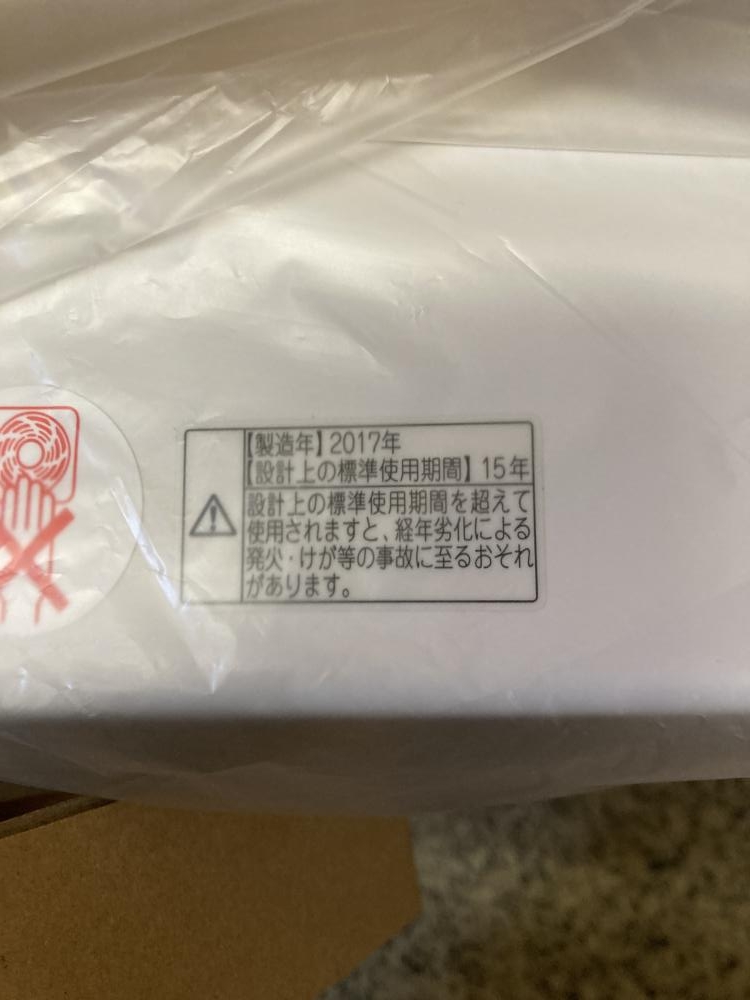 【製造年】2017年
【設計上の標準使用期間】15年
設計上の標準使用期間を超えて
使用されますと、経年劣化による
発火・けが等の事故に至るおそれ
があります。